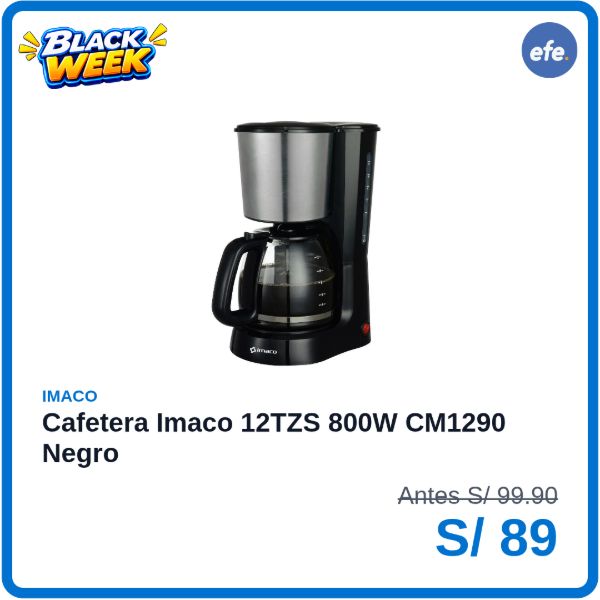 BLACK
WEEK
efe.
imaco
IMACO
Cafetera Imaco 12TZS 800W CM1290
Negro
Antes S/ 99.90
S/ 89